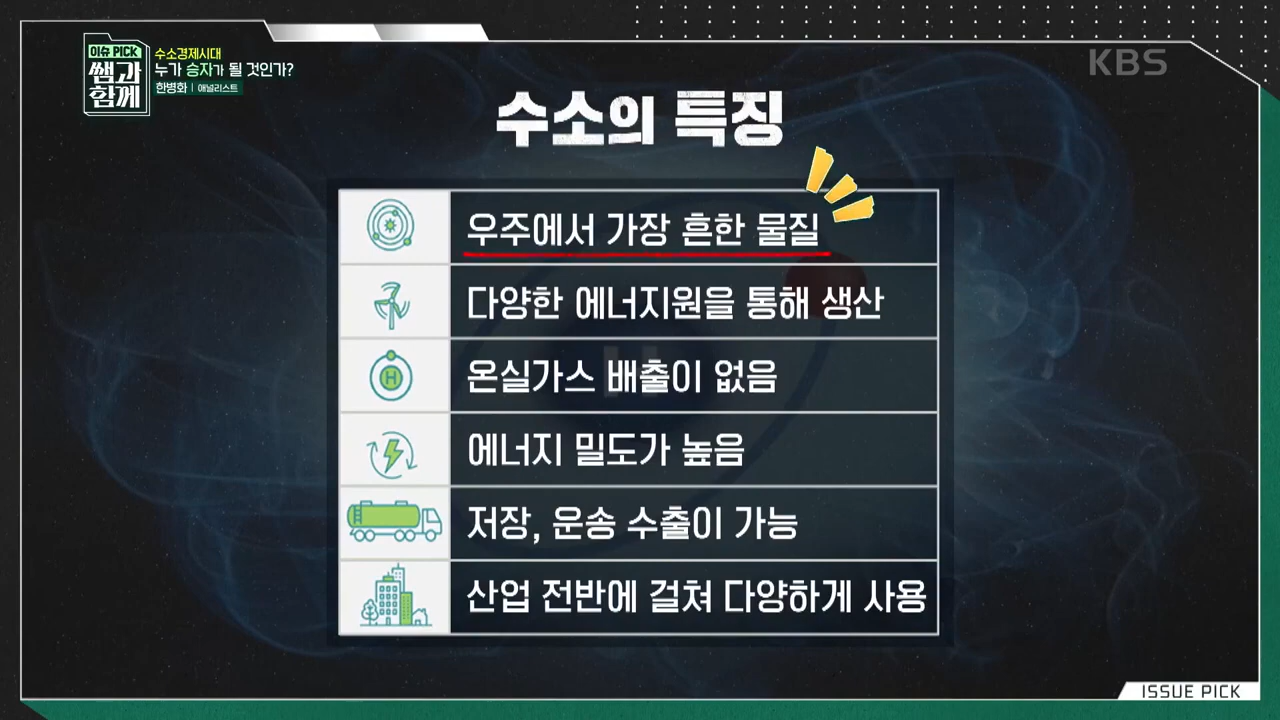 이슈 PICK
쌤과
함께
수소경제시대
누가 승자가 될 것인가?
한병화 | 애널리스트
KBS
수소의 특징
우주에서 가장 흔한 물질
다양한 에너지원을 통해 생산
H
온실가스 배출이 없음
에너지 밀도가 높음
저장, 운송 수출이 가능
산업 전반에 걸쳐 다양하게 사용
ISSUE PICK